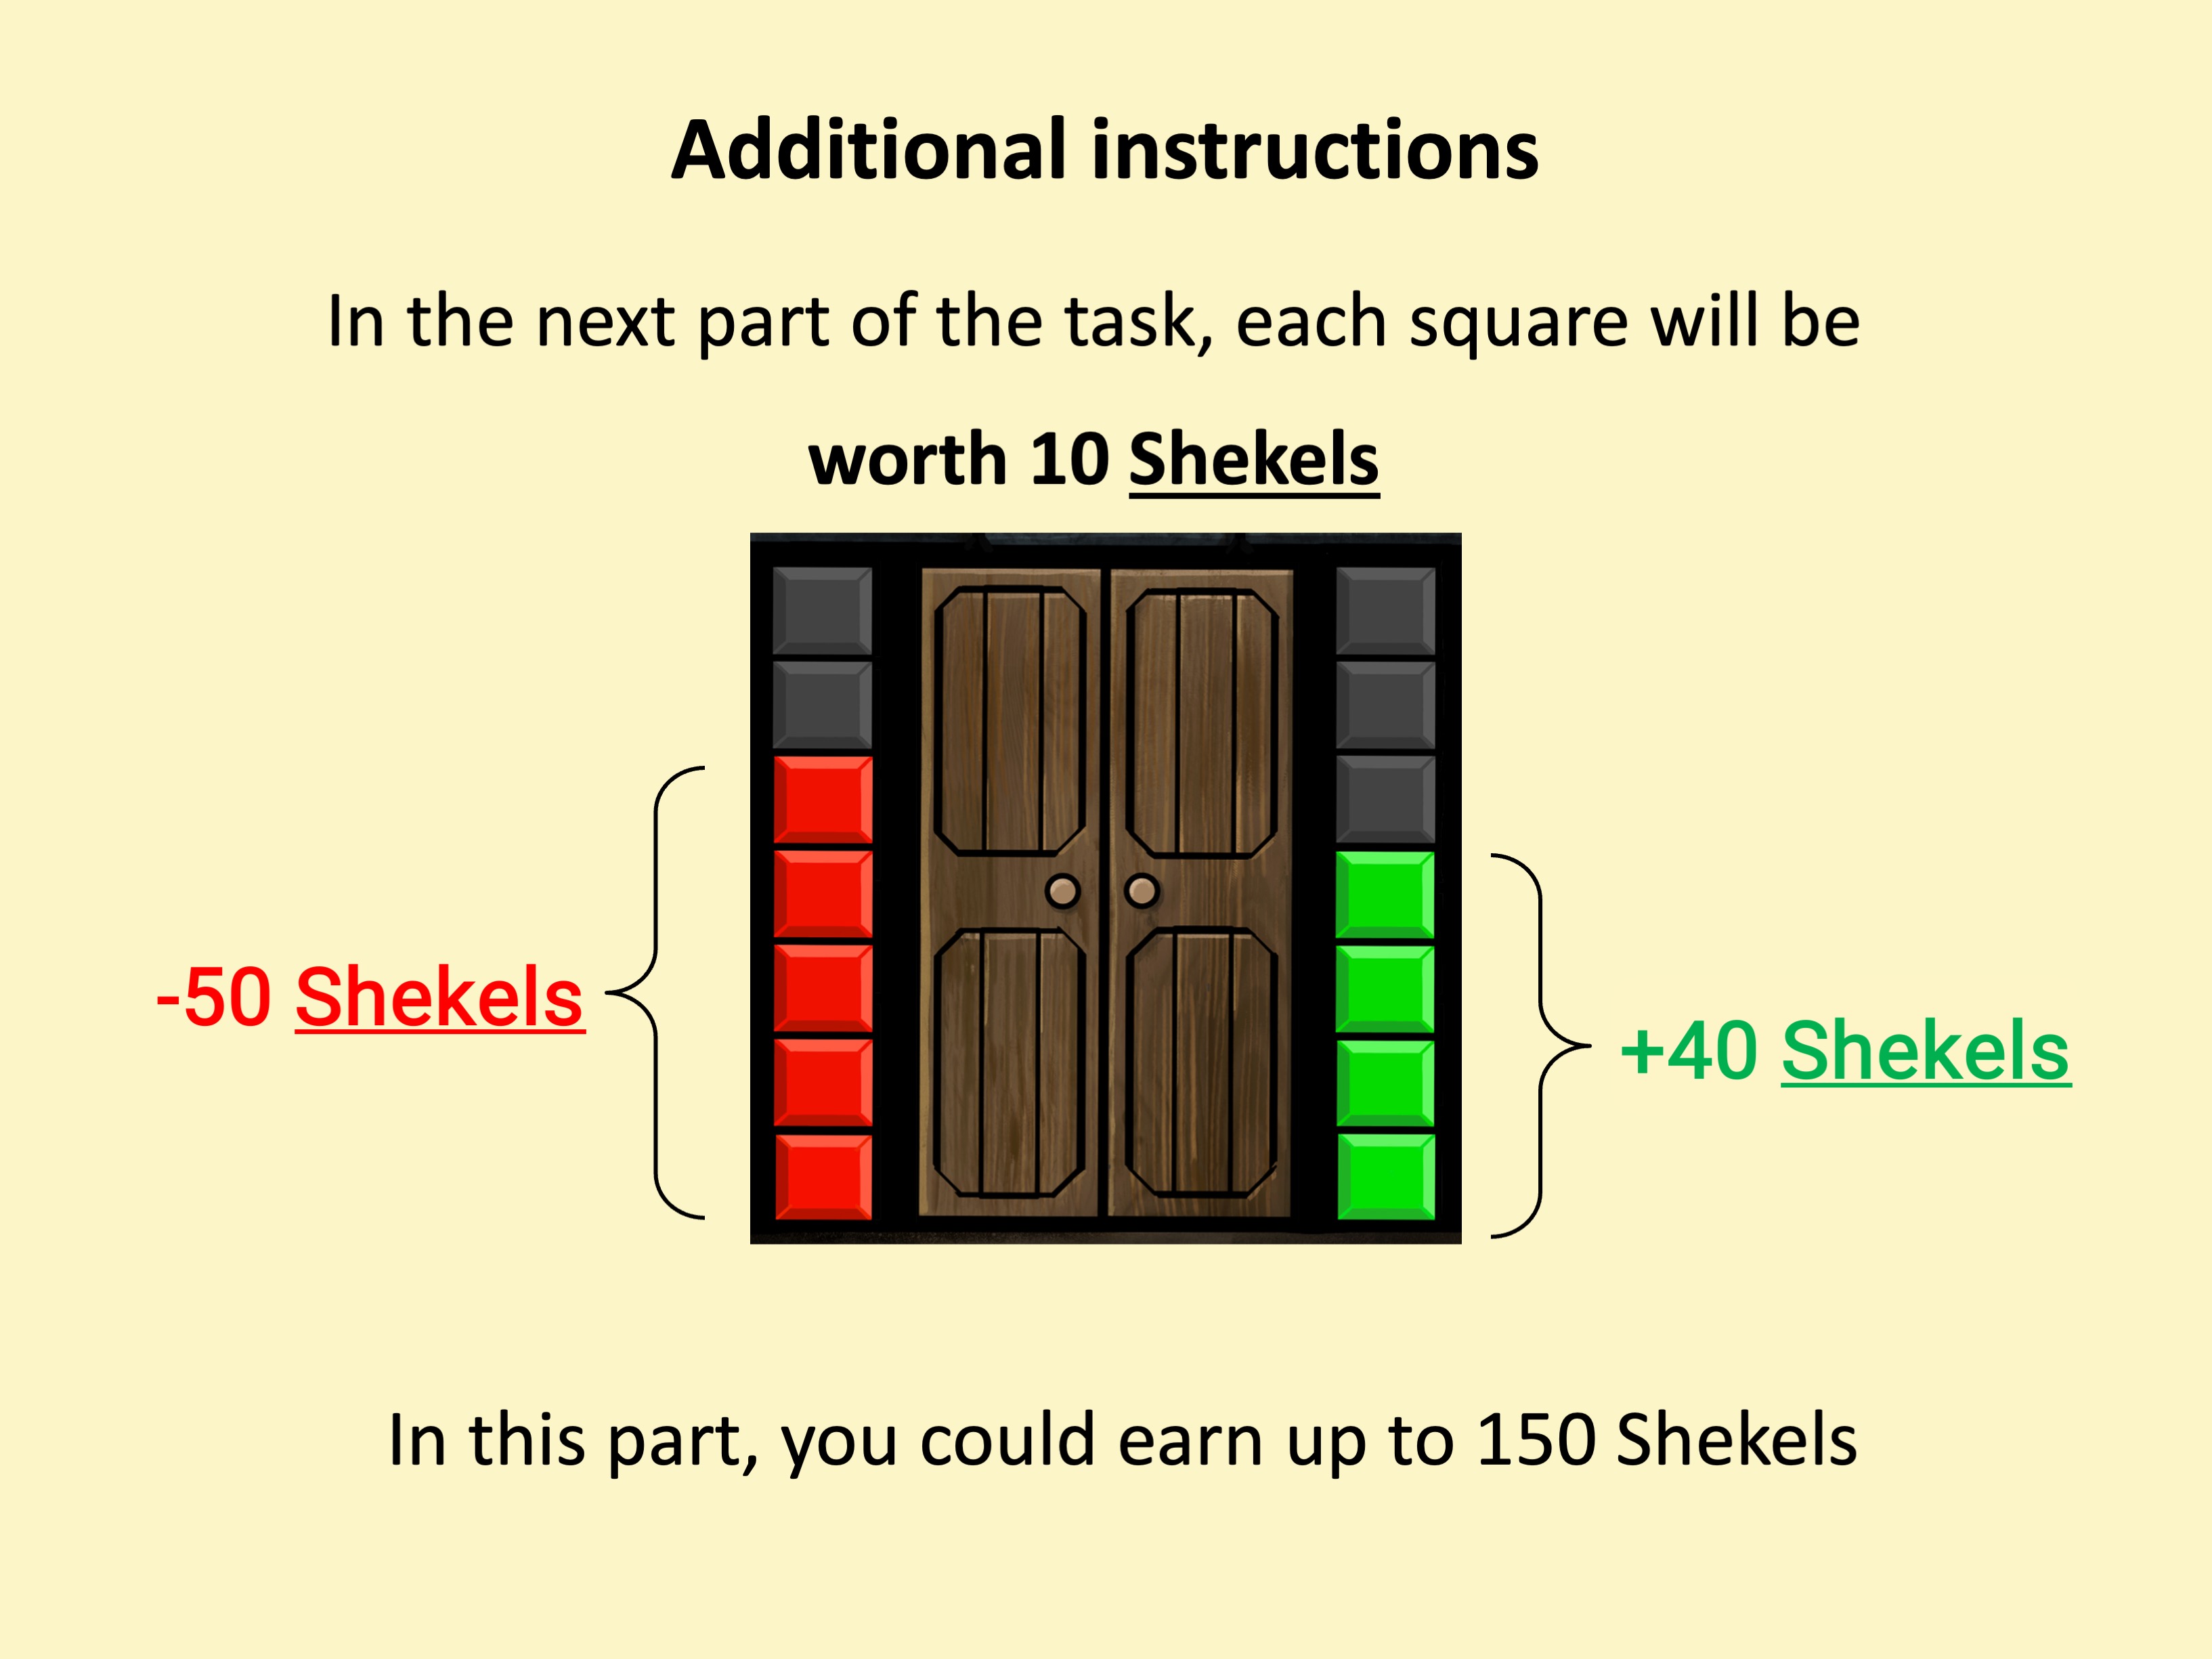 Additional instructions
In the next part of the task, each square will be
worth 10 Shekels
-50 Shekels
+40 Shekels
In this part, you could earn up to 150 Shekels